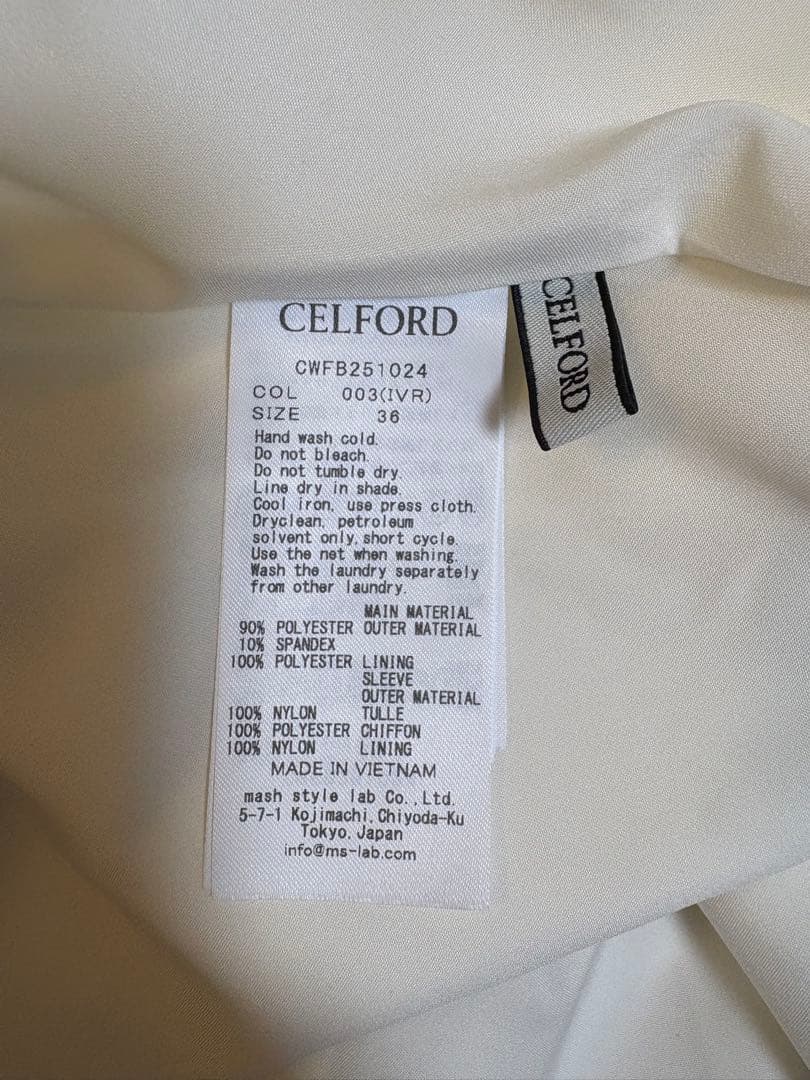 CELFORD
CWFB251024
COL 003(IVR)
SIZE 36
Hand wash cold.
Do not bleach.
Do not tumble dry.
Line dry in shade.
Cool iron, use press cloth.
Dryclean, petroleum
solvent only, short cycle.
Use the net when washing.
Wash the laundry separately
from other laundry.
MAIN MATERIAL
90% POLYESTER OUTER MATERIAL
10% SPANDEX
100% POLYESTER LINING
SLEEVE
OUTER MATERIAL
100% NYLON TULLE
100% POLYESTER CHIFFON
100% NYLON LINING
MADE IN VIETNAM
mash style lab Co., Ltd.
5-7-1 Kojimachi, Chiyoda-Ku
Tokyo, Japan
info@ms-lab.com
CELFORD